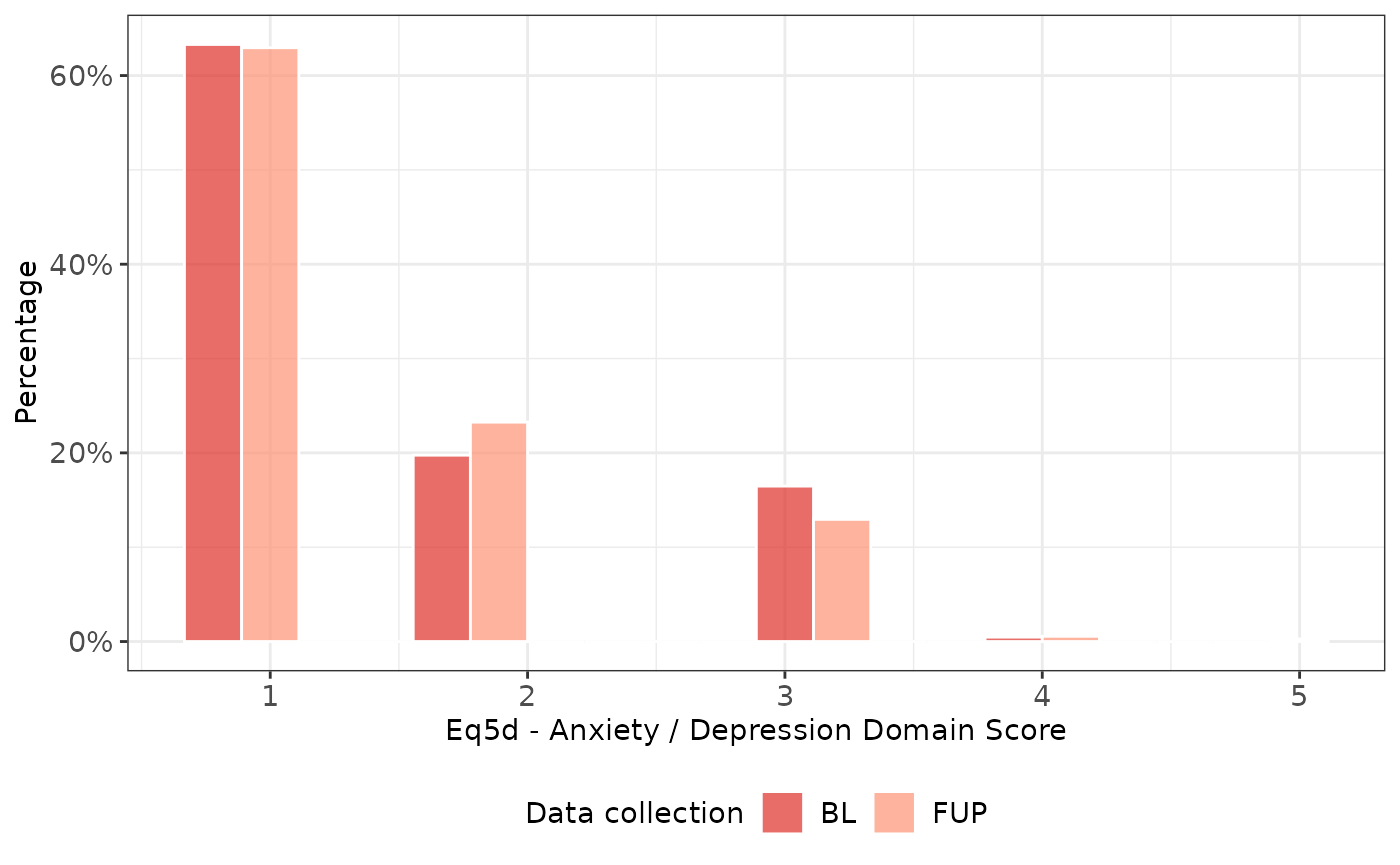 60%
40%
20%
0%
Percentage
1 2 3 4 5
Eq5d - Anxiety / Depression Domain Score
Data collection BL FUP